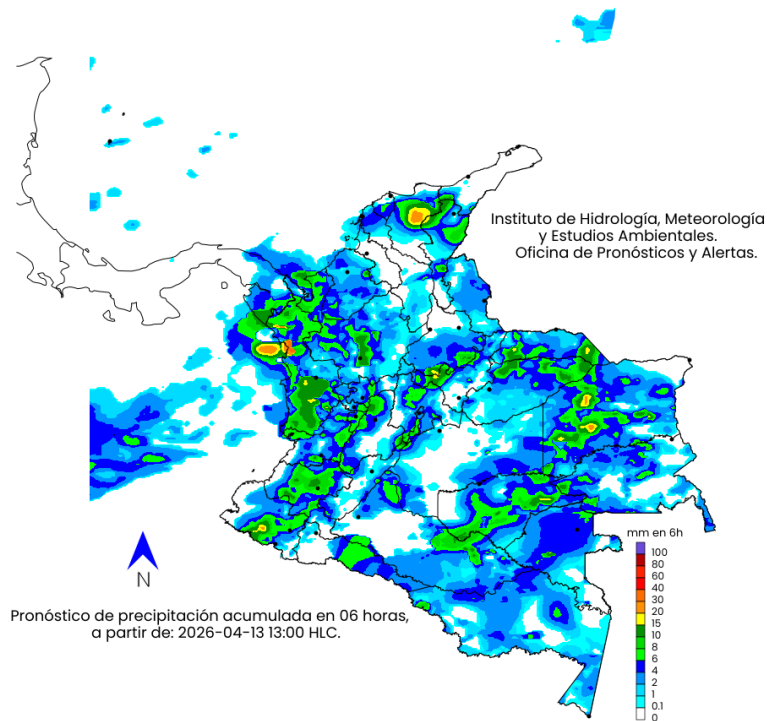 Instituto de Hidrología, Meteorología
y Estudios Ambientales.
Oficina de Pronósticos y Alertas.
mm en 6h
100
80
60
40
30
20
15
10
8
6
4
2
1
0,1
0
N
Pronóstico de precipitación acumulada en 06 horas,
a partir de: 2026-04-13 13:00 HLC.